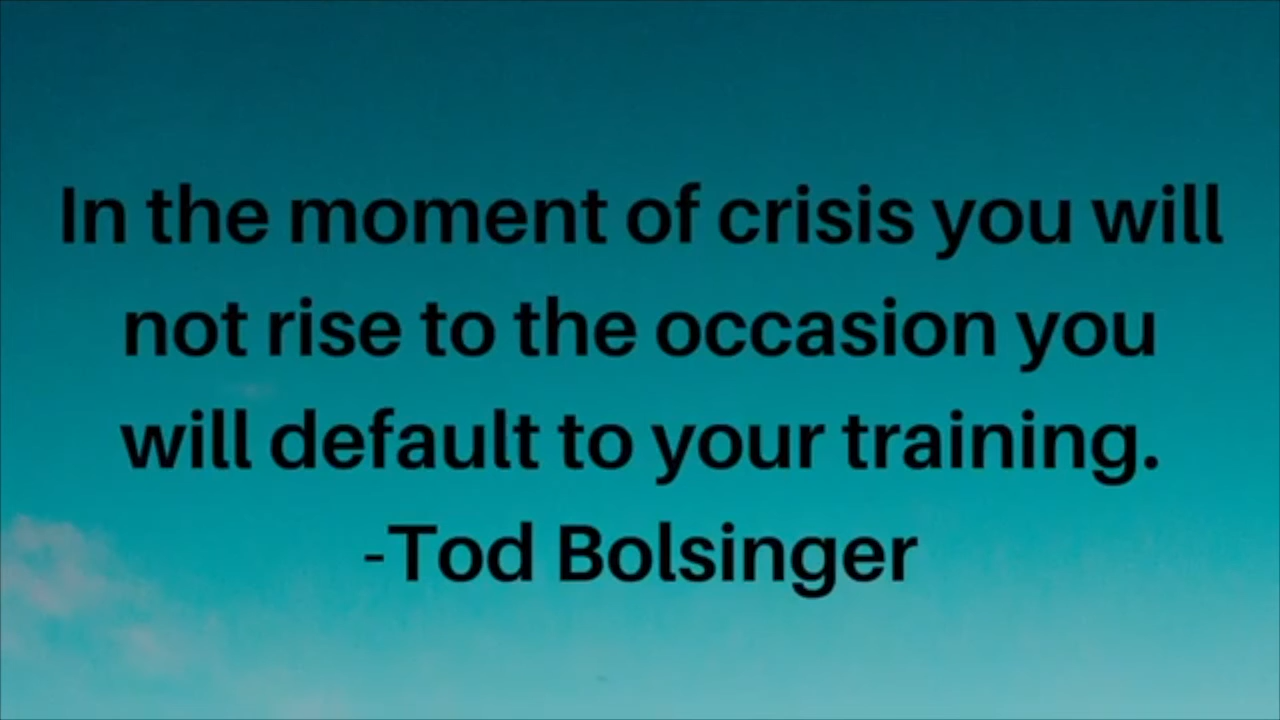 In the moment of crisis you will
not rise to the occasion you
will default to your training.
-Tod Bolsinger